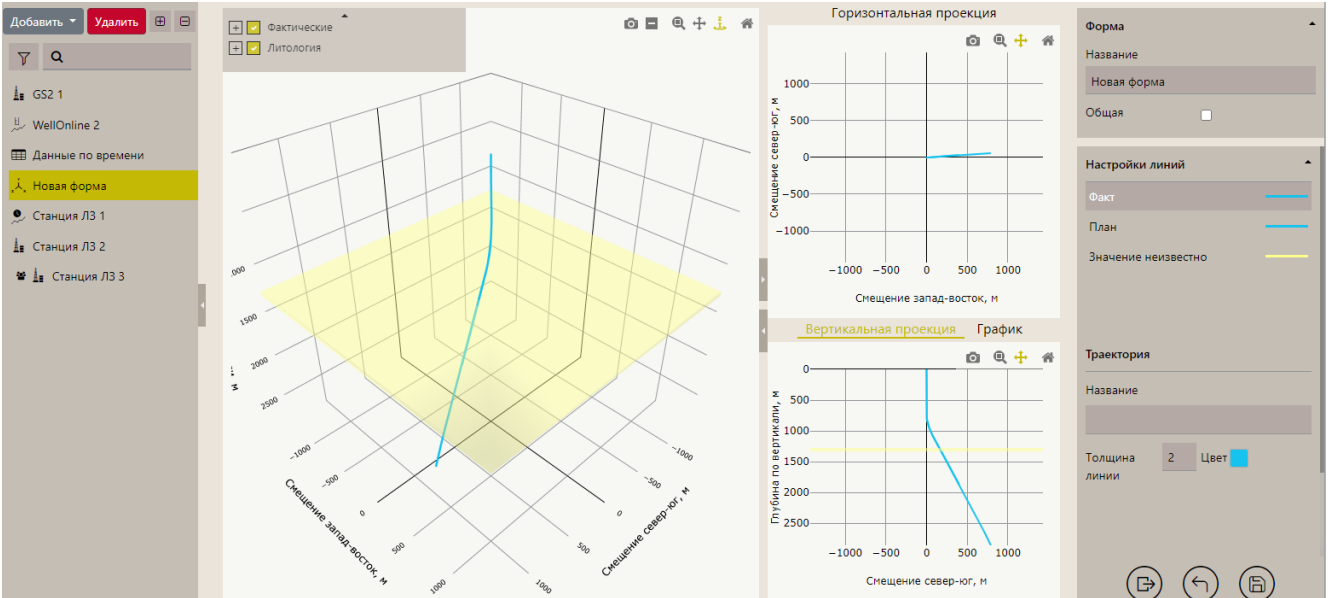 Добавить
Удалить
GS2 1
WellOnline 2
Данные по времени
Новая форма
Станция ЛЗ 1
Станция ЛЗ 2
Станция ЛЗ 3
Фактические
Литология
1500
2000
2500
м
−1000
−500
0
500
1000
Смещение запад-восток, м
−1000
−500
0
500
1000
Смещение север-юг, м
Горизонтальная проекция
1000
500
0
−500
−1000
Смещение север-юг, м
−1000
−500
0
500
1000
Смещение запад-восток, м
Вертикальная проекция
График
0
500
1000
1500
2000
2500
Глубина по вертикали, м
−1000
−500
0
500
1000
Смещение север-юг, м
Форма
Название
Новая форма
Общая
Настройки линий
Факт
План
Значение неизвестно
Траектория
Название
Толщина
линии
2
Цвет